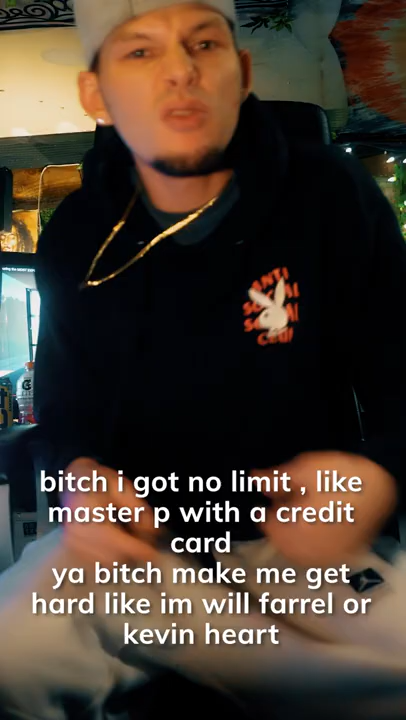 ANTI
SOCIAL
SOCIAL
CLUB
bitch i got no limit , like
master p with a credit
card
ya bitch make me get
hard like im will farrel or
kevin heart